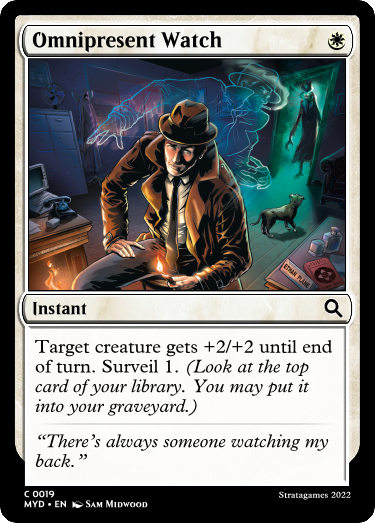 Omnipresent Watch
Instant
Target creature gets +2/+2 until end
of turn. Surveil 1. (Look at the top
card of your library. You may put it
into your graveyard.)
“There’s always someone watching my
back.”
C 0019
MYD • EN Sam Midwood
Stratagames 2022